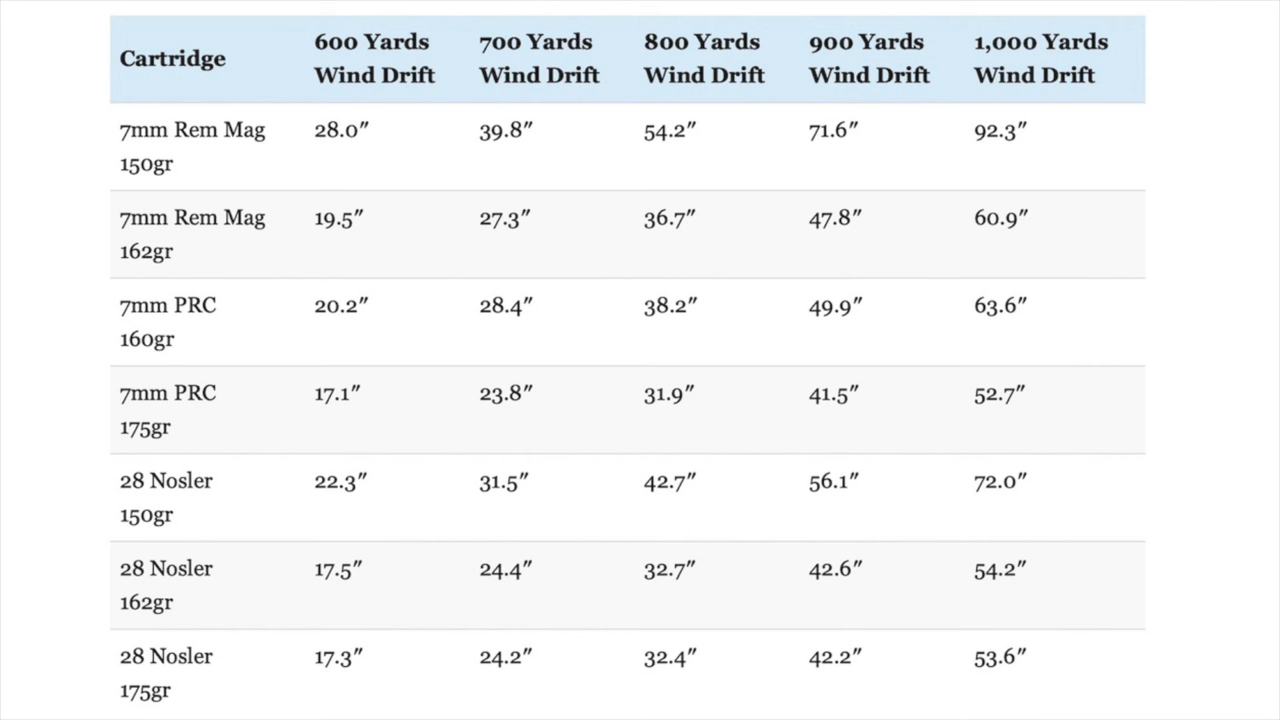 Cartridge
600 Yards Wind Drift
700 Yards Wind Drift
800 Yards Wind Drift
900 Yards Wind Drift
1,000 Yards Wind Drift
7mm Rem Mag 150gr 28.0″ 39.8″ 54.2″ 71.6″ 92.3″
7mm Rem Mag 162gr 19.5″ 27.3″ 36.7″ 47.8″ 60.9″
7mm PRC 160gr 20.2″ 28.4″ 38.2″ 49.9″ 63.6″
7mm PRC 175gr 17.1″ 23.8″ 31.9″ 41.5″ 52.7″
28 Nosler 150gr 22.3″ 31.5″ 42.7″ 56.1″ 72.0″
28 Nosler 162gr 17.5″ 24.4″ 32.7″ 42.6″ 54.2″
28 Nosler 175gr 17.3″ 24.2″ 32.4″ 42.2″ 53.6″